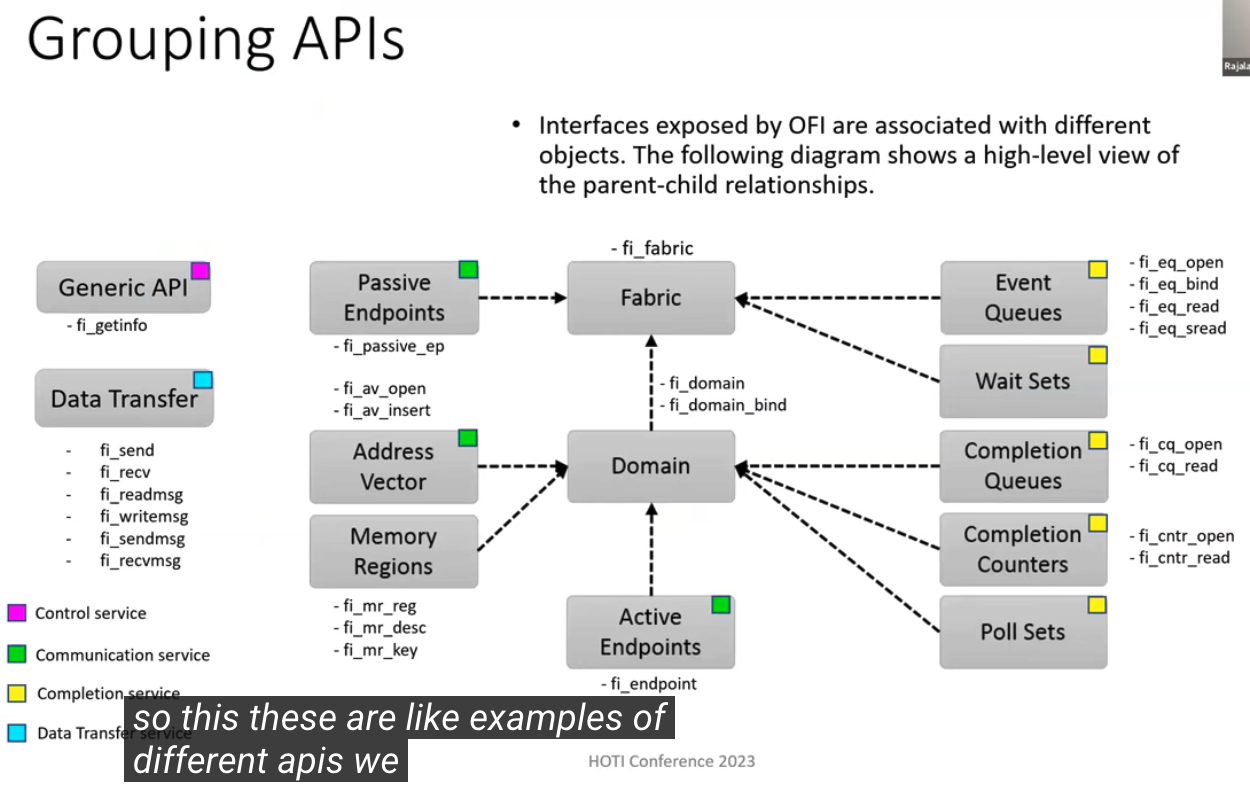 Grouping APIs
Rajala
• Interfaces exposed by OFI are associated with different
objects. The following diagram shows a high-level view of
the parent-child relationships.
Generic API
- fi_getinfo
Data Transfer
- fi_send
- fi_recv
- fi_readmsg
- fi_writemsg
- fi_sendmsg
- fi_recvmsg
Control service
Communication service
Completion service
Data Transfer service
Passive
Endpoints
- fi_passive_ep
- fi_av_open
- fi_av_insert
Address
Vector
Memory
Regions
- fi_mr_reg
- fi_mr_desc
- fi_mr_key
- fi_fabric
Fabric
- fi_domain
- fi_domain_bind
Domain
Active
Endpoints
- fi_endpoint
Event
Queues
- fi_eq_open
- fi_eq_bind
- fi_eq_read
- fi_eq_sread
Wait Sets
Completion
Queues
- fi_cq_open
- fi_cq_read
Completion
Counters
- fi_cntr_open
- fi_cntr_read
Poll Sets
so this these are like examples of
different apis we
HOTI Conference 2023